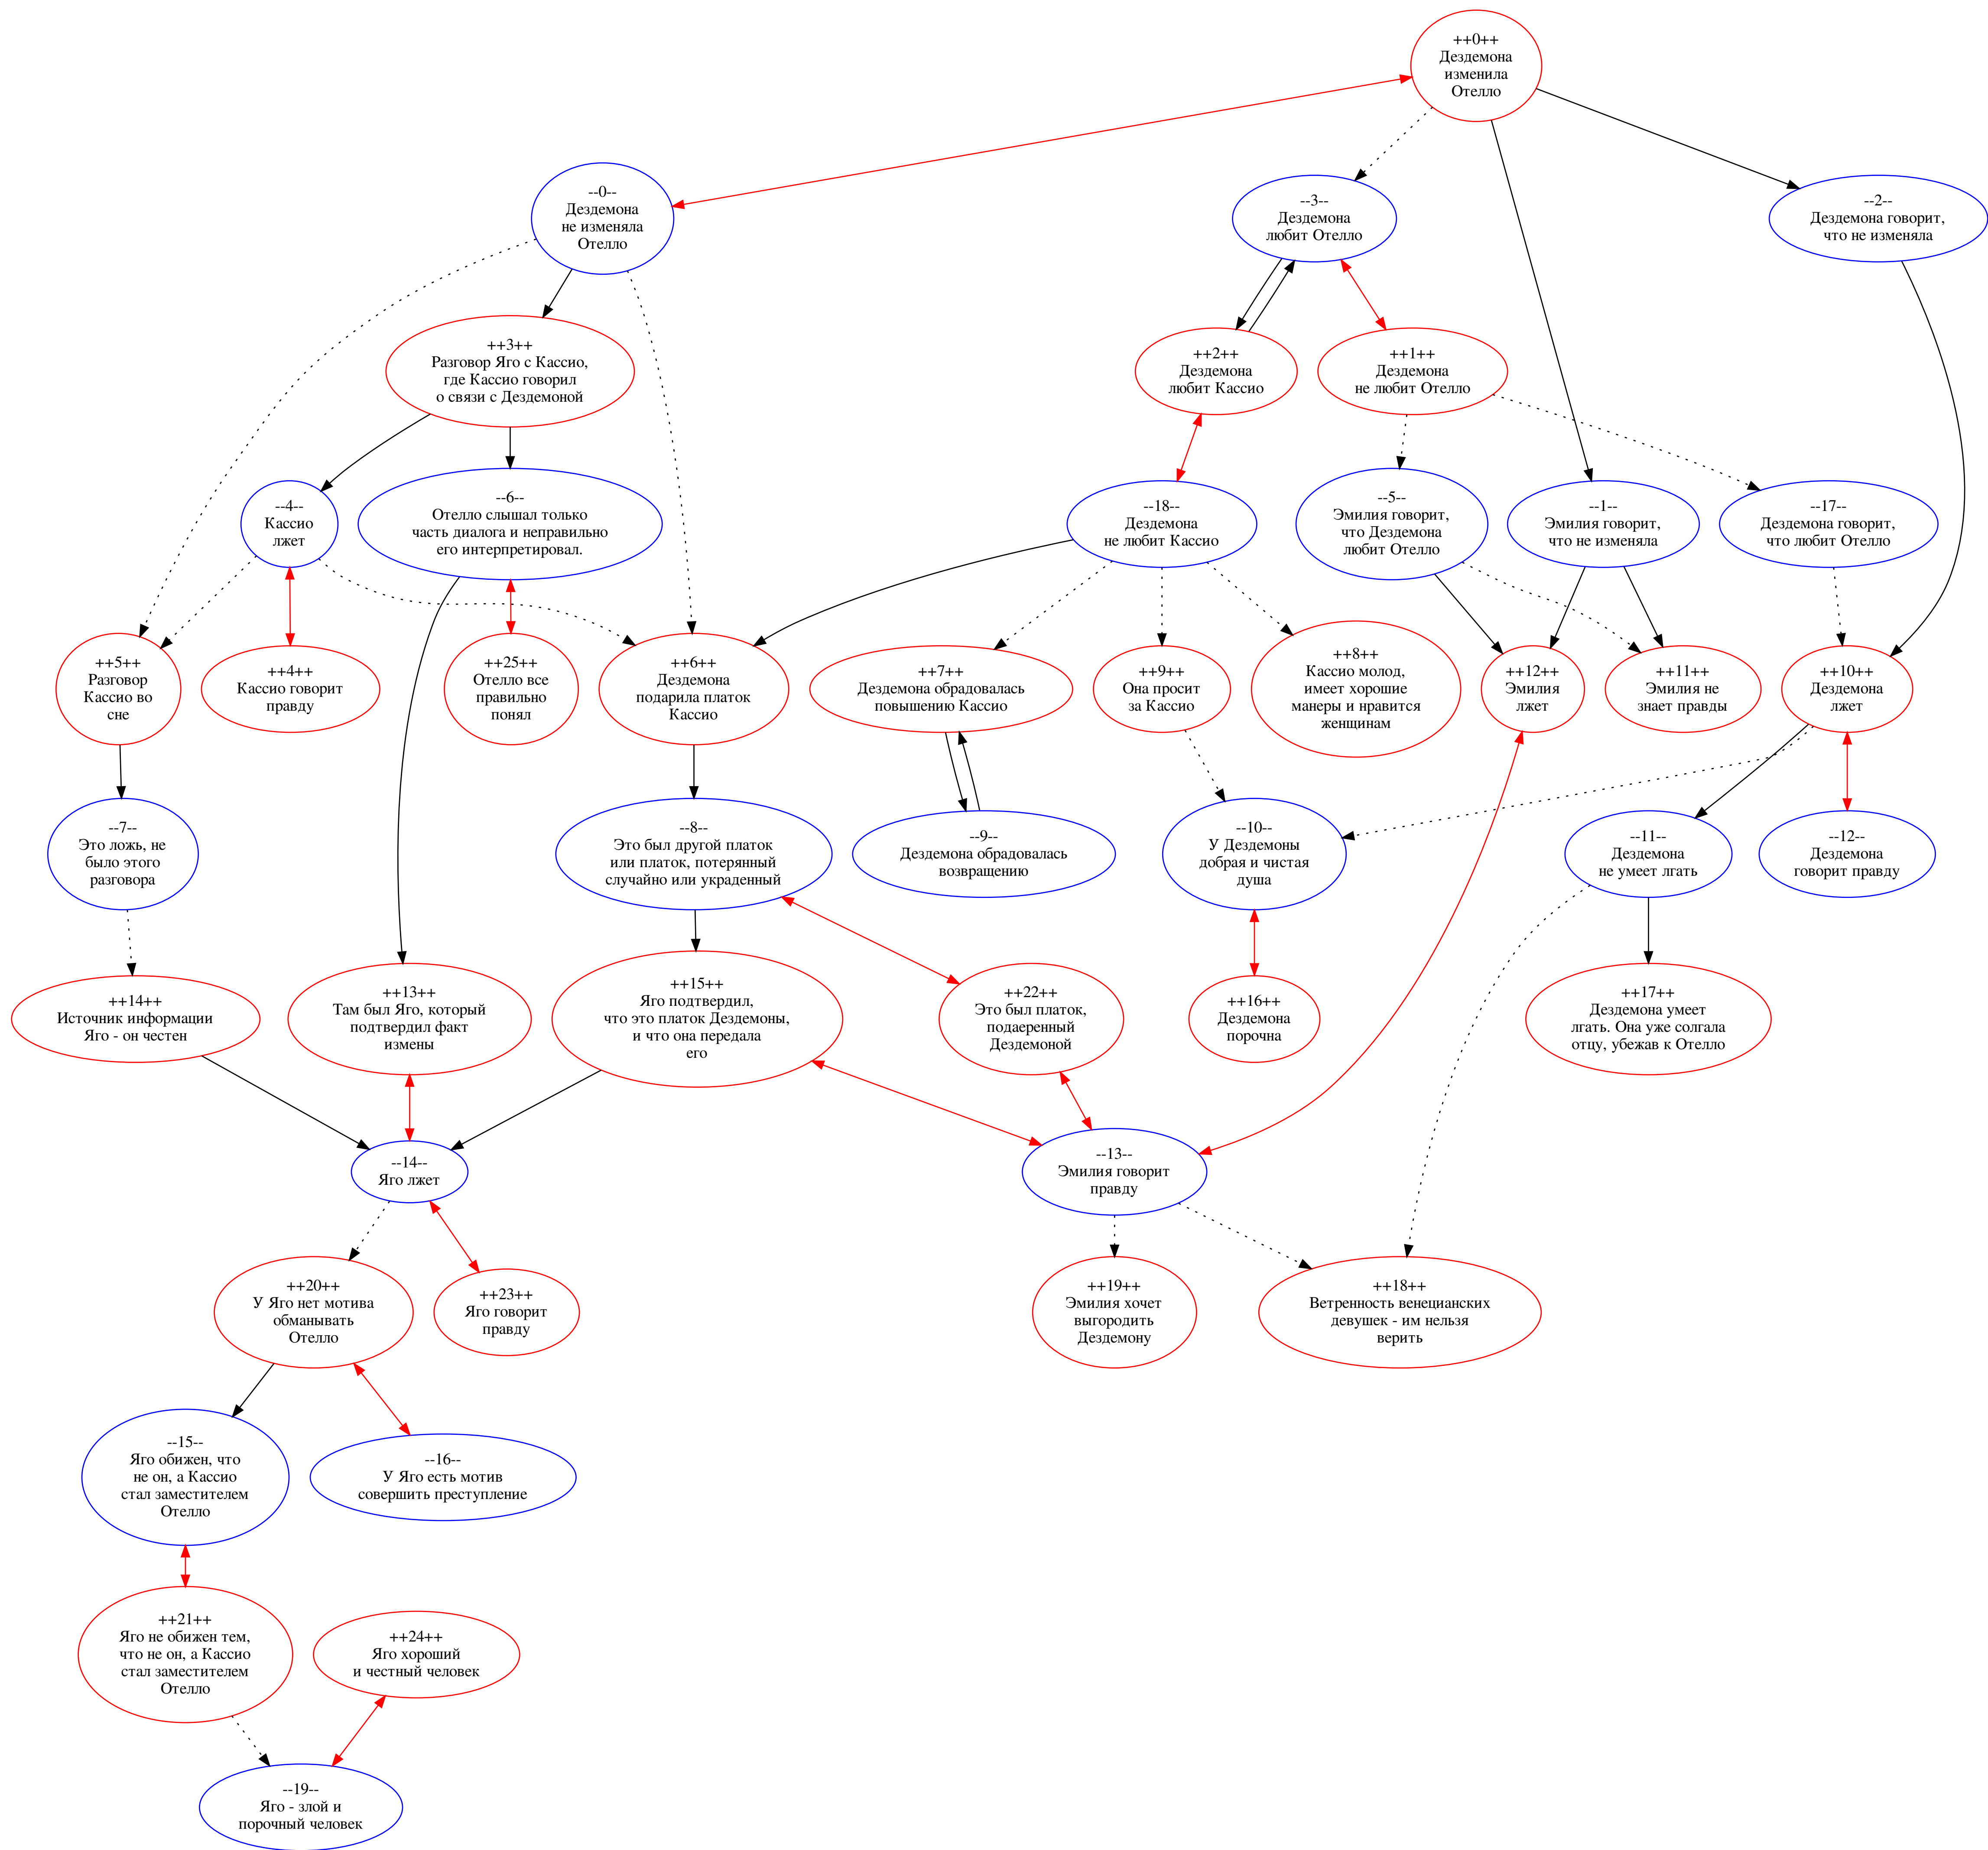 ++0++
Дездемона
изменила
Отелло
--0--
Дездемона
не изменяла
Отелло
--3--
Дездемона
любит Отелло
--2--
Дездемона говорит,
что не изменяла
++3++
Разговор Яго с Кассио,
где Кассио говорил
о связи с Дездемоной
++2++
Дездемона
любит Кассио
++1++
Дездемона
не любит Отелло
--4--
Кассио
лжет
--6--
Отелло слышал только
часть диалога и неправильно
его интерпретировал.
--18--
Дездемона
не любит Кассио
--5--
Эмилия говорит,
что Дездемона
любит Отелло
--1--
Эмилия говорит,
что не изменяла
--17--
Дездемона говорит,
что любит Отелло
++5++
Разговор
Кассио во
сне
++4++
Кассио говорит
правду
++25++
Отелло все
правильно
понял
++6++
Дездемона
подарила платок
Кассио
++7++
Дездемона обрадовалась
повышению Кассио
++9++
Она просит
за Кассио
++8++
Кассио молод,
имеет хорошие
манеры и нравится
женщинам
++12++
Эмилия
лжет
++11++
Эмилия не
знает правды
++10++
Дездемона
лжет
--7--
Это ложь, не
было этого
разговора
--8--
Это был другой платок
или платок, потерянный
случайно или украденный
--9--
Дездемона обрадовалась
возвращению
--10--
У Дездемоны
добрая и чистая
душа
--11--
Дездемона
не умеет лгать
--12--
Дездемона
говорит правду
++14++
Источник информации
Яго - он честен
++13++
Там был Яго, который
подтвердил факт
измены
++15++
Яго подтвердил,
что это платок Дездемоны,
и что она передала
его
++22++
Это был платок,
подаеренный
Дездемоной
++16++
Дездемона
порочна
++17++
Дездемона умеет
лгать. Она уже солгала
отцу, убежав к Отелло
--14--
Яго лжет
--13--
Эмилия говорит
правду
++20++
У Яго нет мотива
обманывать
Отелло
++23++
Яго говорит
правду
++19++
Эмилия хочет
выгородить
Дездемону
++18++
Ветренность венецианских
девушек - им нельзя
верить
--15--
Яго обижен, что
не он, а Кассио
стал заместителем
Отелло
--16--
У Яго есть мотив
совершить преступление
++21++
Яго не обижен тем,
что не он, а Кассио
стал заместителем
Отелло
++24++
Яго хороший
и честный человек
--19--
Яго - злой и
порочный человек